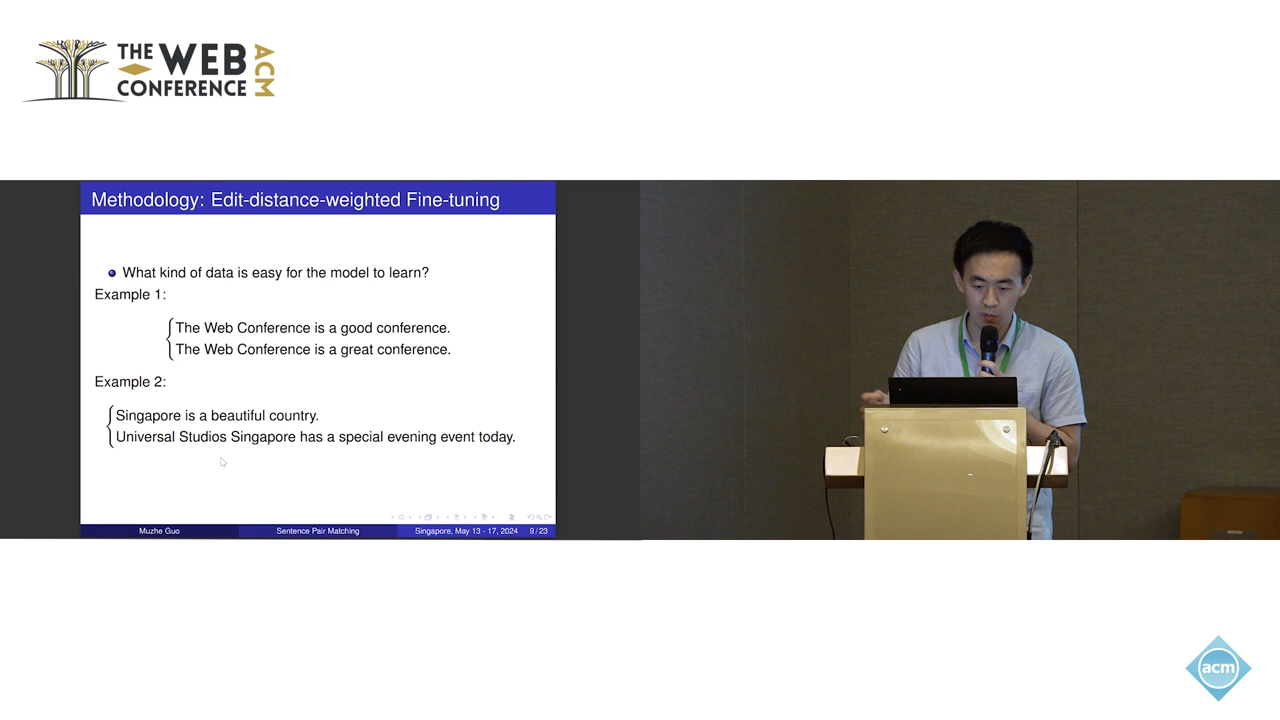 THE WEB CONFERENCE ACM
Methodology: Edit-distance-weighted Fine-tuning
What kind of data is easy for the model to learn?
Example 1:
The Web Conference is a good conference.
The Web Conference is a great conference.
Example 2:
Singapore is a beautiful country.
Universal Studios Singapore has a special evening event today.
Muzhe Guo Sentence Pair Matching Singapore, May 13 - 17, 2024 9 / 23
acm